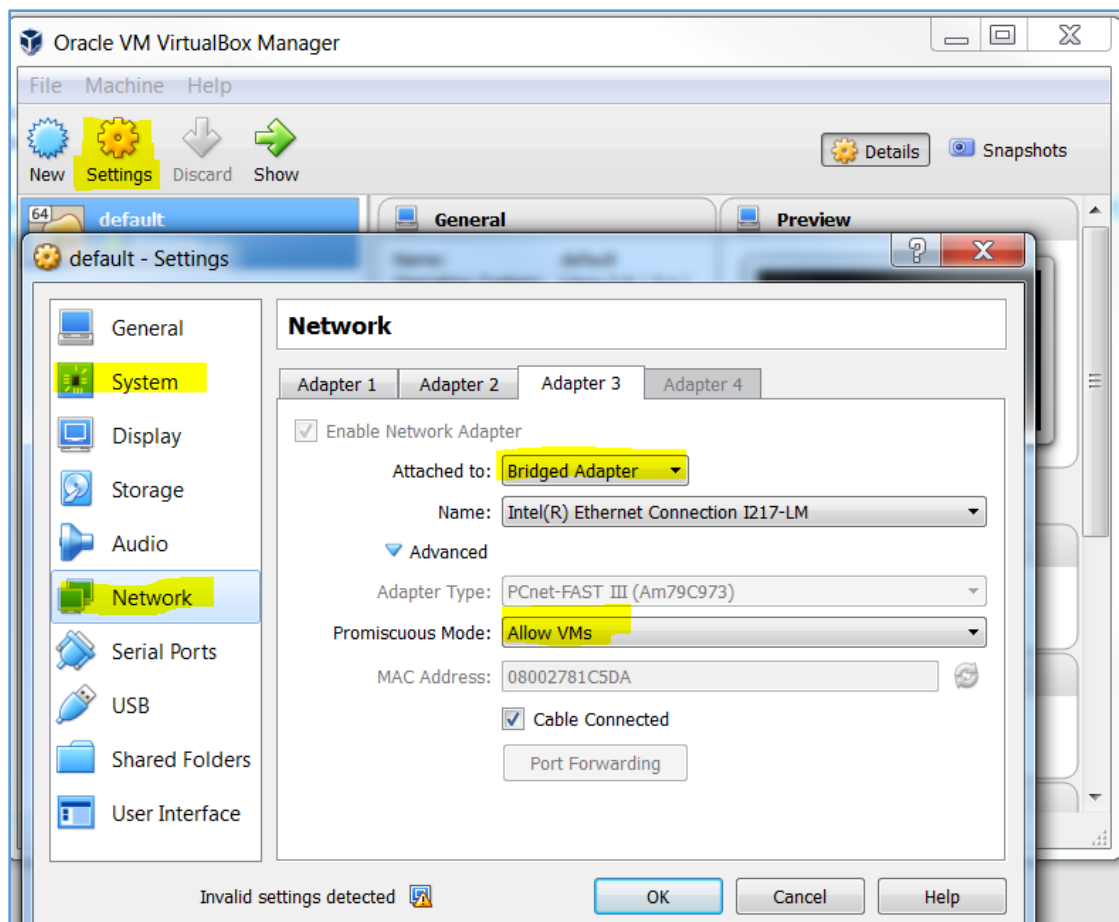 Oracle VM VirtualBox Manager
File Machine Help
New Settings Discard Show
Details Snapshots
64 default
General
Preview
default - Settings
General
System
Display
Storage
Audio
Network
Serial Ports
USB
Shared Folders
User Interface
Network
Adapter 1 Adapter 2 Adapter 3 Adapter 4
Enable Network Adapter
Attached to: Bridged Adapter
Name: Intel(R) Ethernet Connection I217-LM
Advanced
Adapter Type: PCnet-FAST III (Am79C973)
Promiscuous Mode: Allow VMs
MAC Address: 08002781C5DA
Cable Connected
Port Forwarding
Invalid settings detected
OK Cancel Help